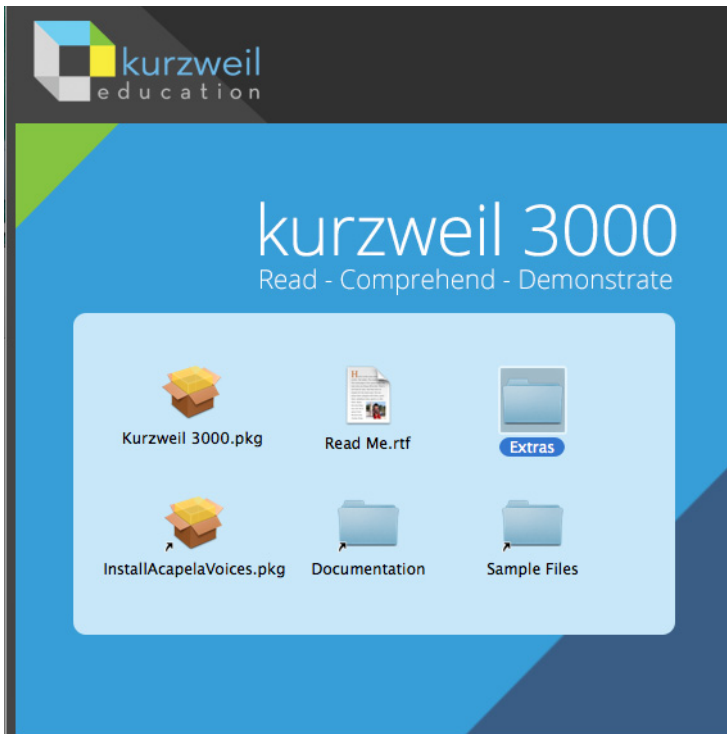 kurzweil
education
kurzweil 3000
Read - Comprehend - Demonstrate
Kurzweil 3000.pkg
Read Me.rtf
Extras
InstallAcapelaVoices.pkg
Documentation
Sample Files